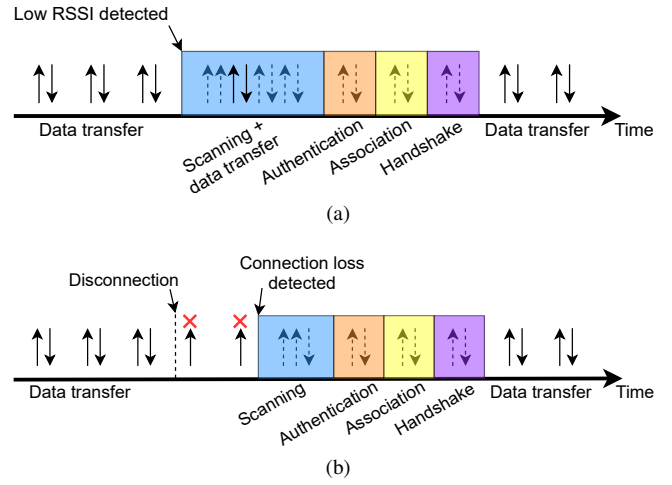 Low RSSI detected
Data transfer
Scanning +
data transfer
Authentication
Association
Handshake
Data transfer
Time
(a)
Disconnection
Connection loss
detected
Data transfer
Scanning
Authentication
Association
Handshake
Data transfer
Time
(b)